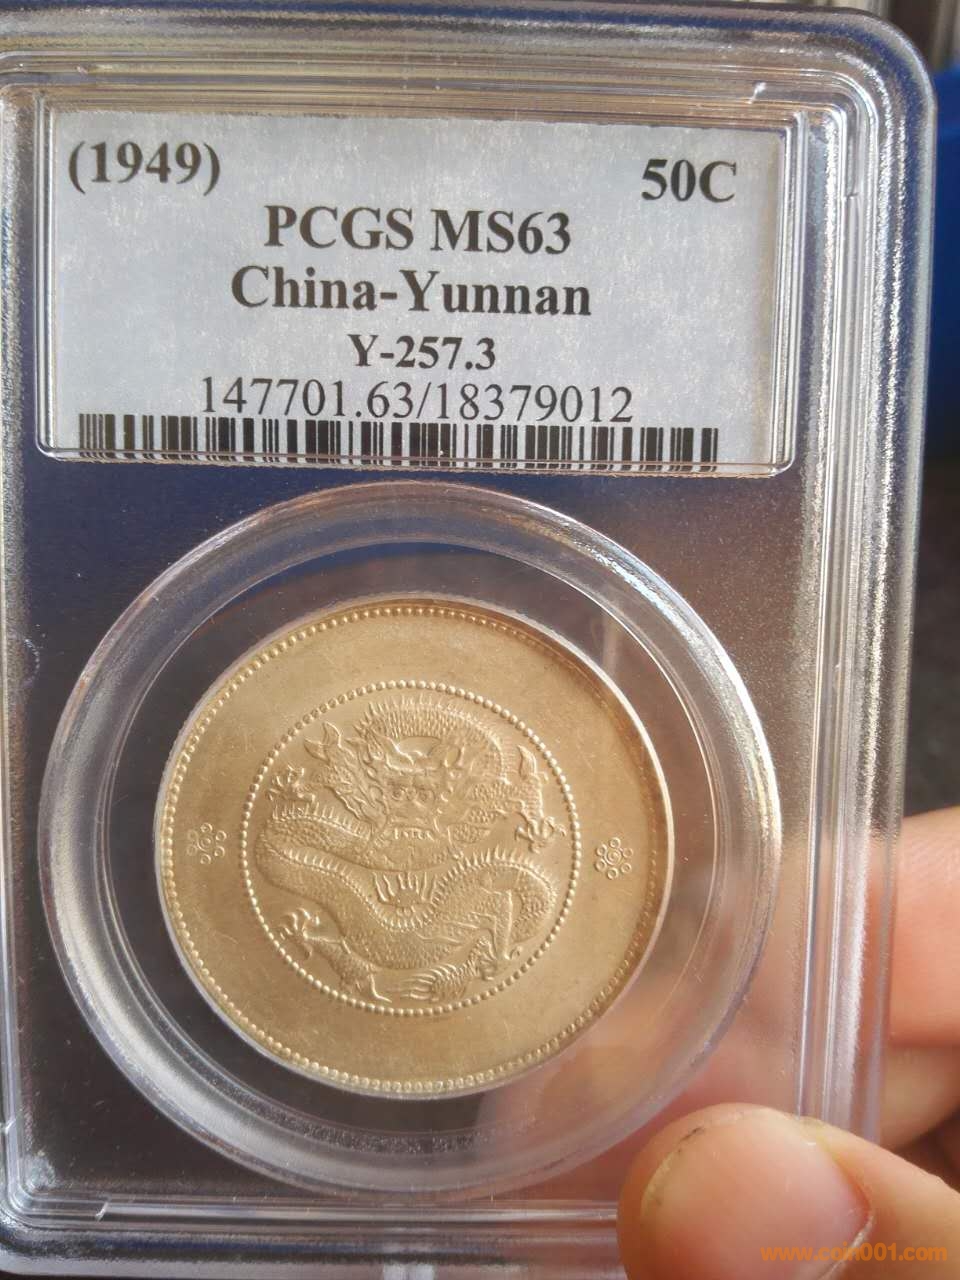 (1949) 50C
PCGS MS63
China-Yunnan
Y-257.3
147701.63/18379012
www.coin001.com